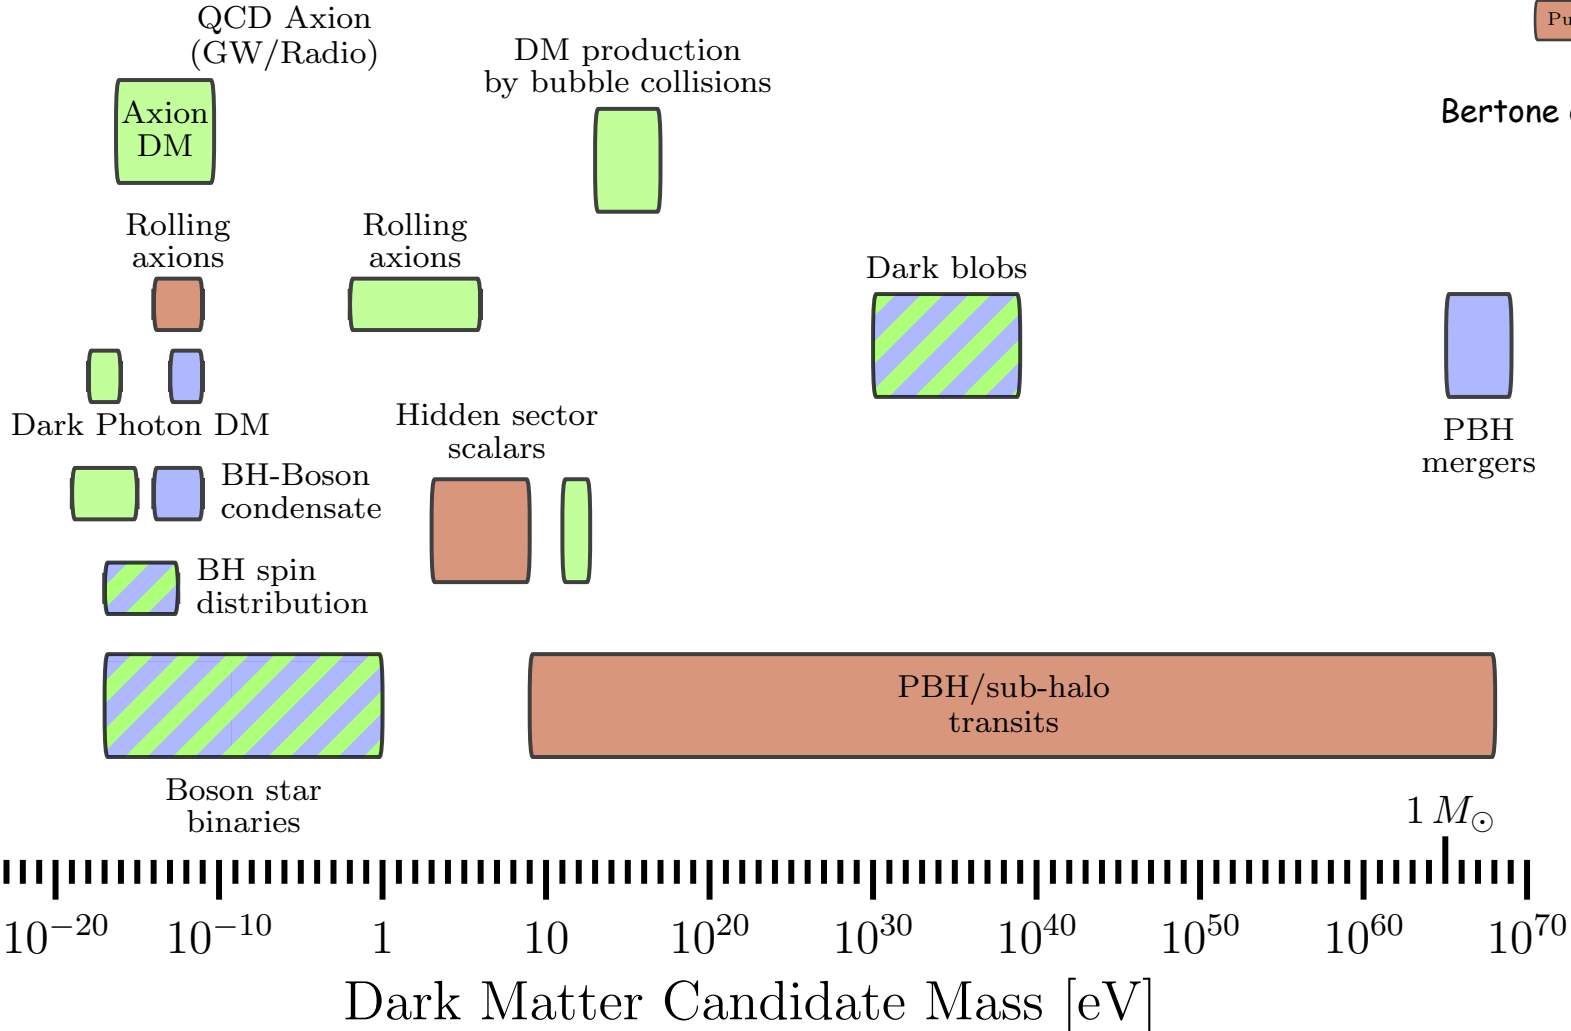 QCD Axion
(GW/Radio)
DM production
by bubble collisions
Pu
Bertone
Axion
DM
Rolling
axions
Rolling
axions
Dark blobs
Dark Photon DM
Hidden sector
scalars
PBH
mergers
BH-Boson
condensate
BH spin
distribution
PBH/sub-halo
transits
Boson star
binaries
1 M☉
10⁻²⁰ 10⁻¹⁰ 1 10 10²⁰ 10³⁰ 10⁴⁰ 10⁵⁰ 10⁶⁰ 10⁷⁰
Dark Matter Candidate Mass [eV]